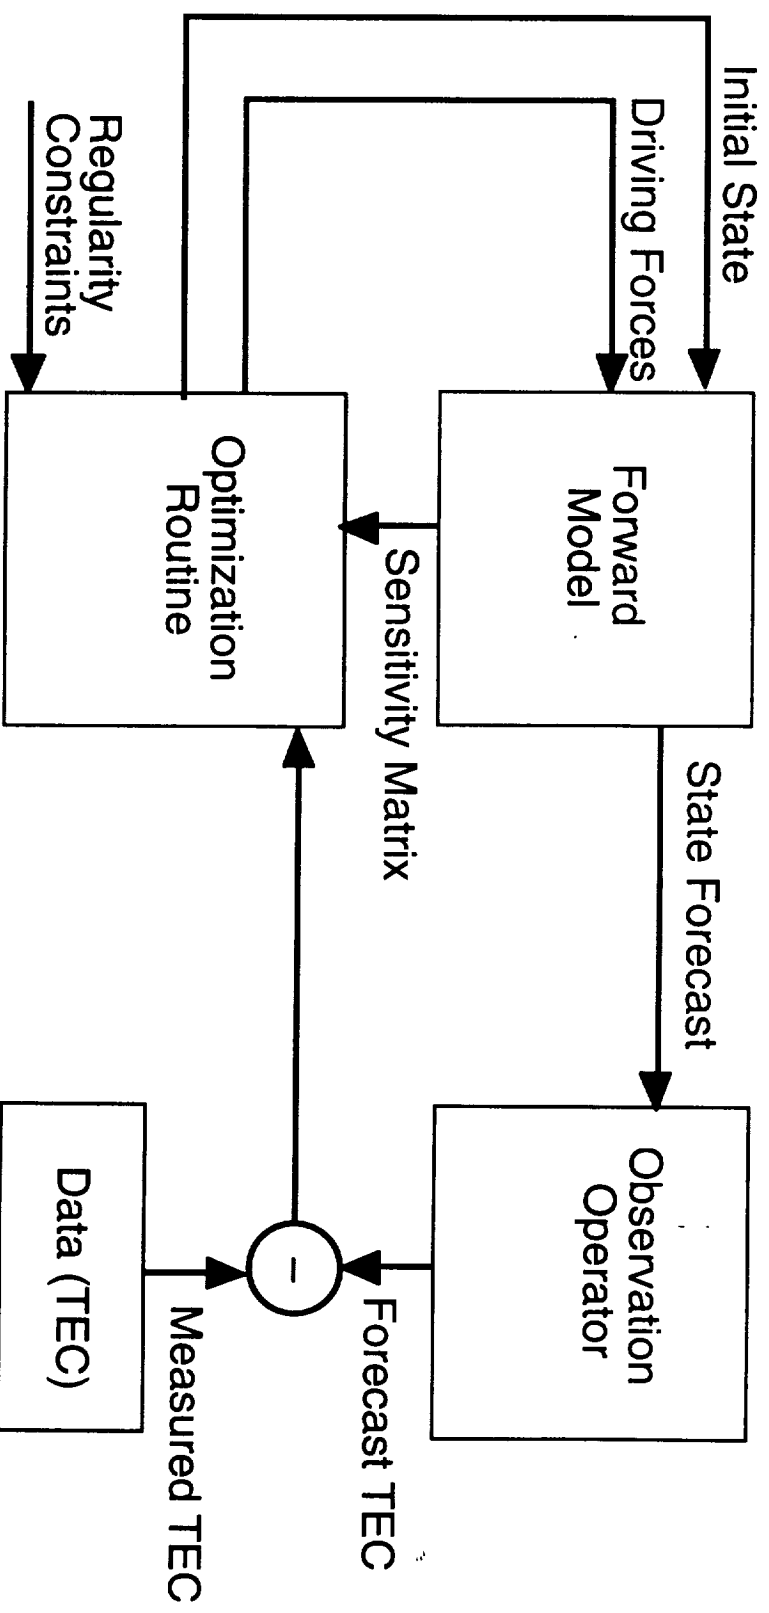 Initial State
Driving Forces
Forward
Model
State Forecast
Observation
Operator
Sensitivity Matrix
Forecast TEC
−
Regularity
Constraints
Optimization
Routine
Measured TEC
Data (TEC)